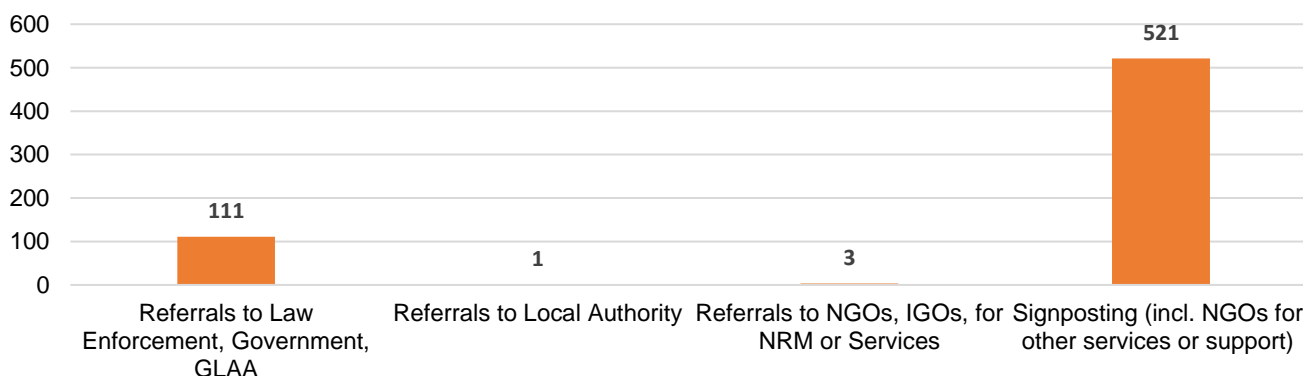 600
500
400
300
200
100
0
111
1
3
521
Referrals to Law
Enforcement, Government,
GLAA
Referrals to Local Authority
Referrals to NGOs, IGOs, for
NRM or Services
Signposting (incl. NGOs for
other services or support)